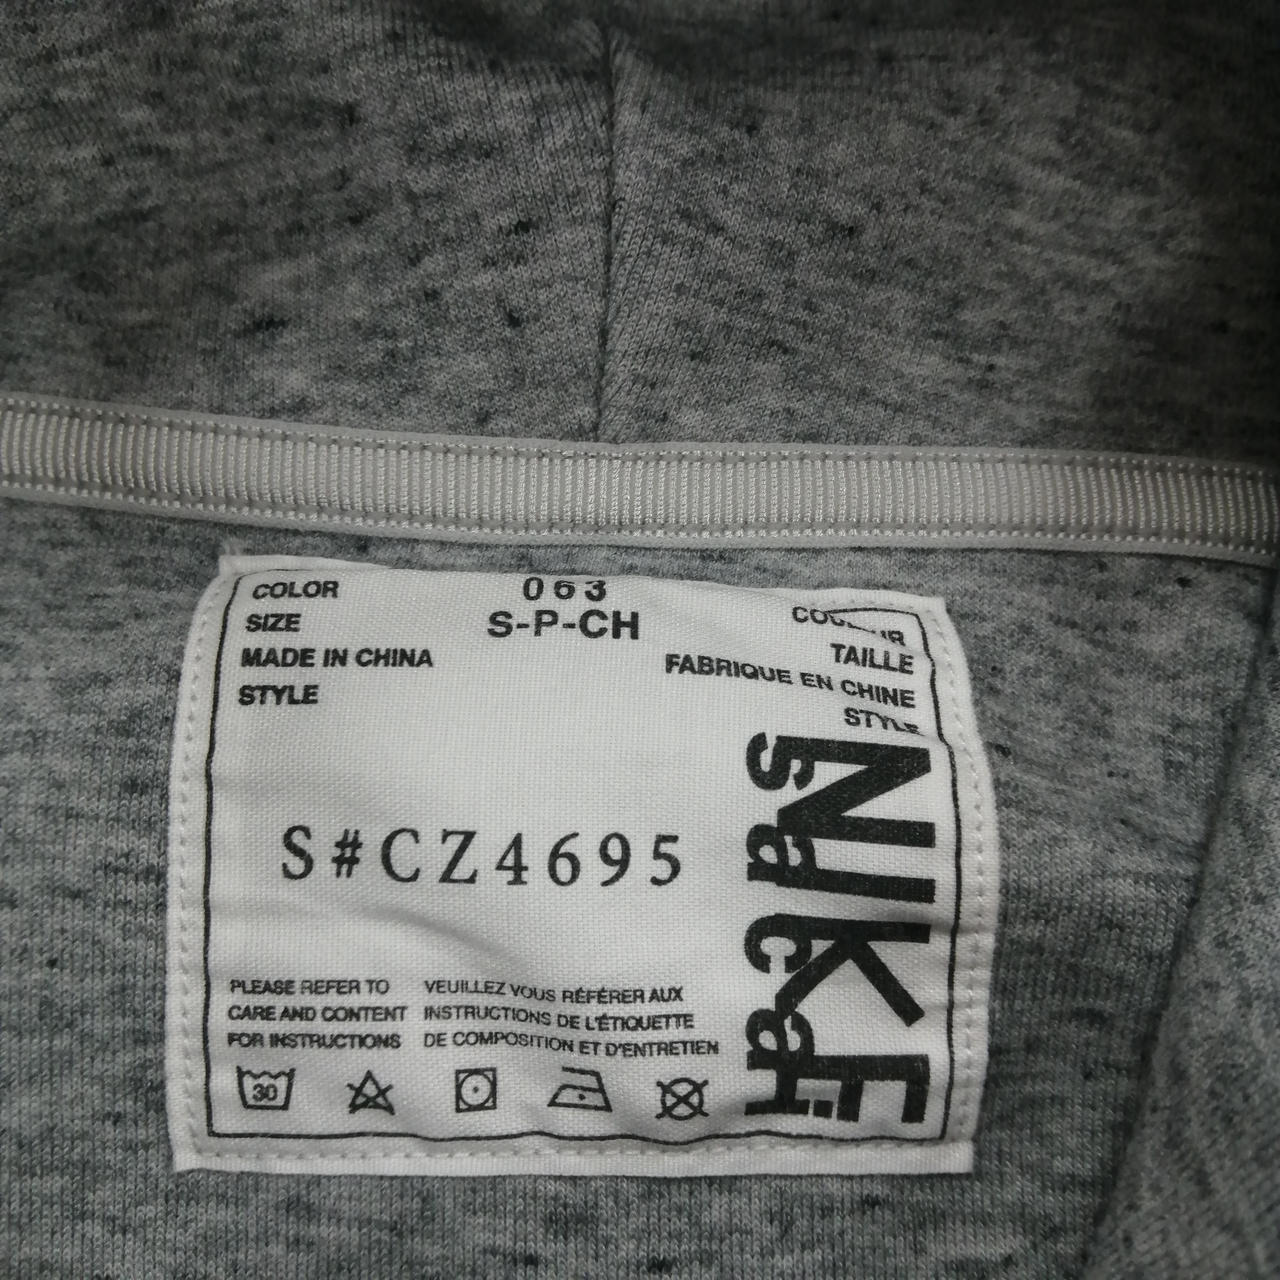 COLOR 063 COULEUR
SIZE S-P-CH TAILLE
MADE IN CHINA FABRIQUE EN CHINE
STYLE STYLE
S#CZ4695
NIKE
sacai
PLEASE REFER TO
CARE AND CONTENT
FOR INSTRUCTIONS
VEUILLEZ VOUS RÉFÉRER AUX
INSTRUCTIONS DE L'ÉTIQUETTE
DE COMPOSITION ET D'ENTRETIEN
30